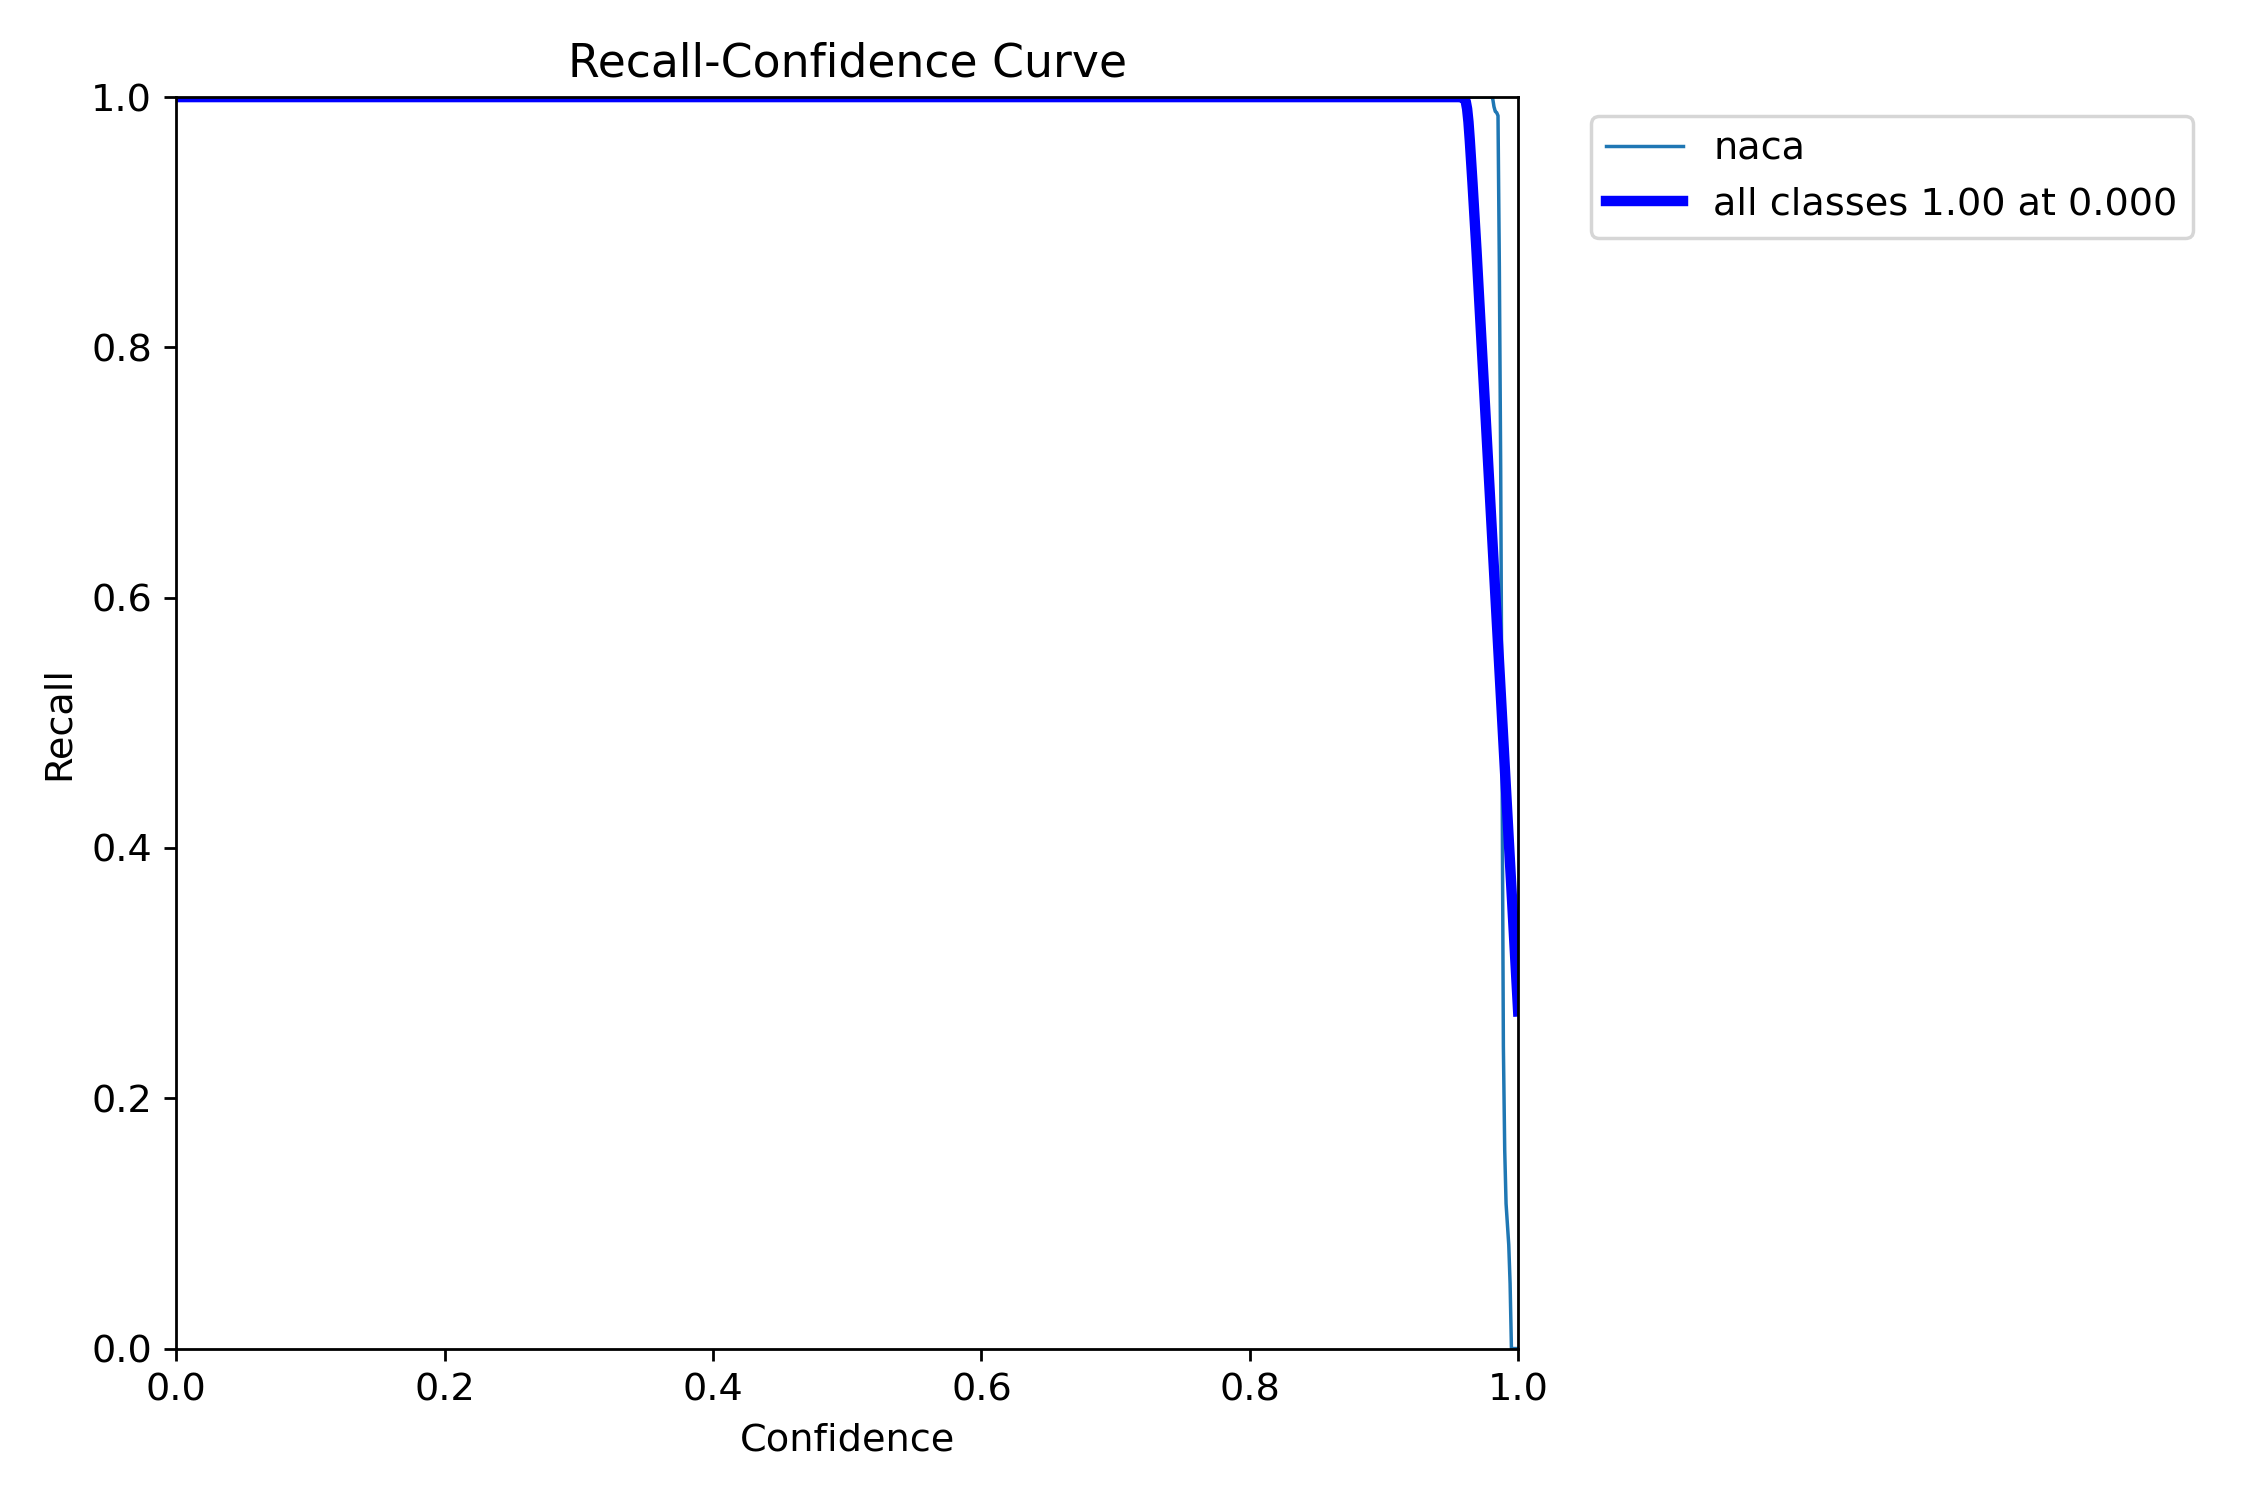 Recall-Confidence Curve
1.0
0.8
0.6
0.4
0.2
0.0
Recall
0.0 0.2 0.4 0.6 0.8 1.0
Confidence
naca
all classes 1.00 at 0.000